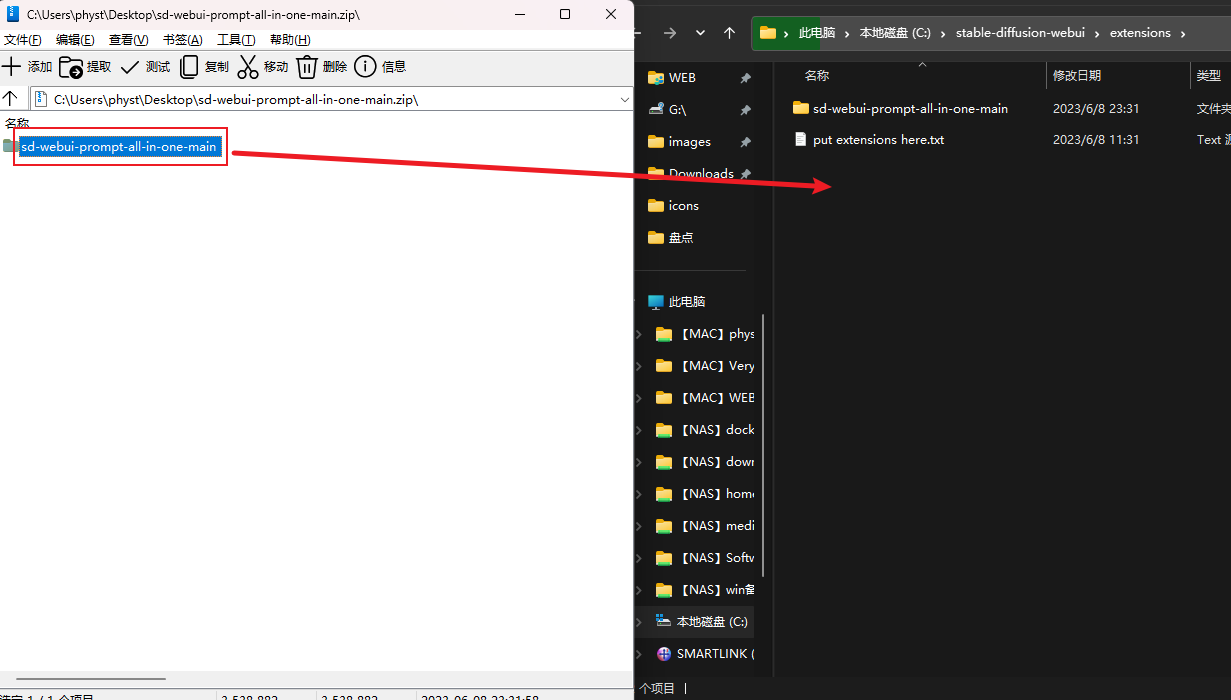 C:\Users\physt\Desktop\sd-webui-prompt-all-in-one-main.zip\
文件(F) 编辑(E) 查看(V) 书签(A) 工具(T) 帮助(H)
添加 提取 测试 复制 移动 删除 信息
C:\Users\physt\Desktop\sd-webui-prompt-all-in-one-main.zip\
名称
sd-webui-prompt-all-in-one-main
选定 1 / 1 个项目 3 538 882 3 538 882 2023-06-08 23:31:58
此电脑 › 本地磁盘 (C:) › stable-diffusion-webui › extensions ›
WEB
G:\
images
Downloads
icons
盘点
此电脑
【MAC】phys
【MAC】Very
【MAC】WEB
【NAS】dock
【NAS】down
【NAS】home
【NAS】medi
【NAS】Softw
【NAS】win备
本地磁盘 (C:)
SMARTLINK (
个项目
名称 修改日期 类型
sd-webui-prompt-all-in-one-main 2023/6/8 23:31 文件夹
put extensions here.txt 2023/6/8 11:31 Text 源